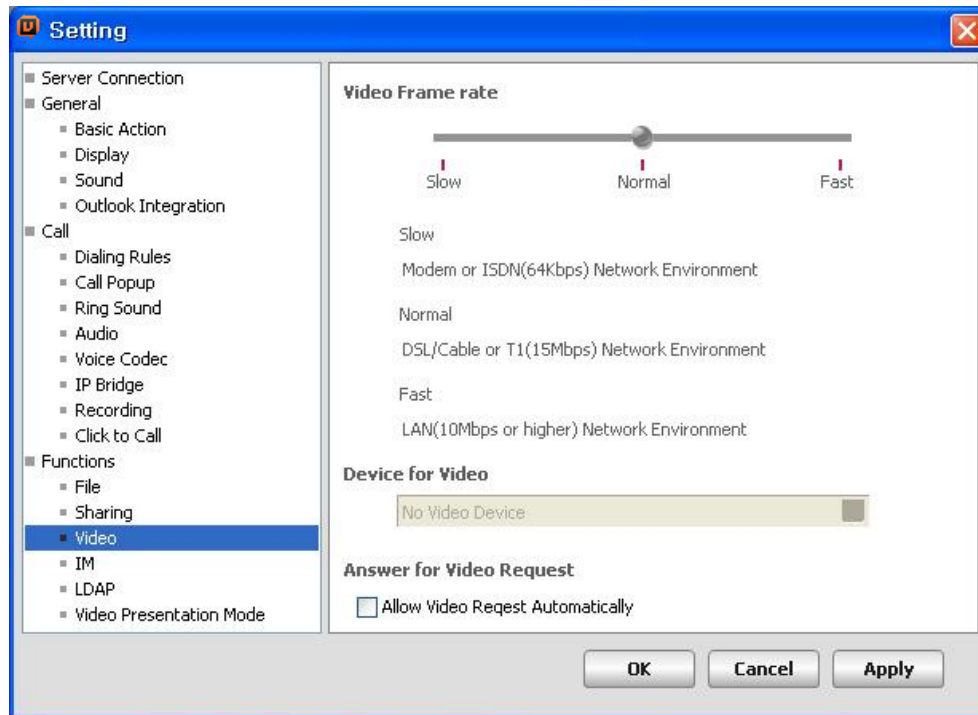 Setting
Server Connection
General
Basic Action
Display
Sound
Outlook Integration
Call
Dialing Rules
Call Popup
Ring Sound
Audio
Voice Codec
IP Bridge
Recording
Click to Call
Functions
File
Sharing
Video
IM
LDAP
Video Presentation Mode
Video Frame rate
Slow Normal Fast
Slow
Modem or ISDN(64Kbps) Network Environment
Normal
DSL/Cable or T1(15Mbps) Network Environment
Fast
LAN(10Mbps or higher) Network Environment
Device for Video
No Video Device
Answer for Video Request
Allow Video Reqest Automatically
OK Cancel Apply